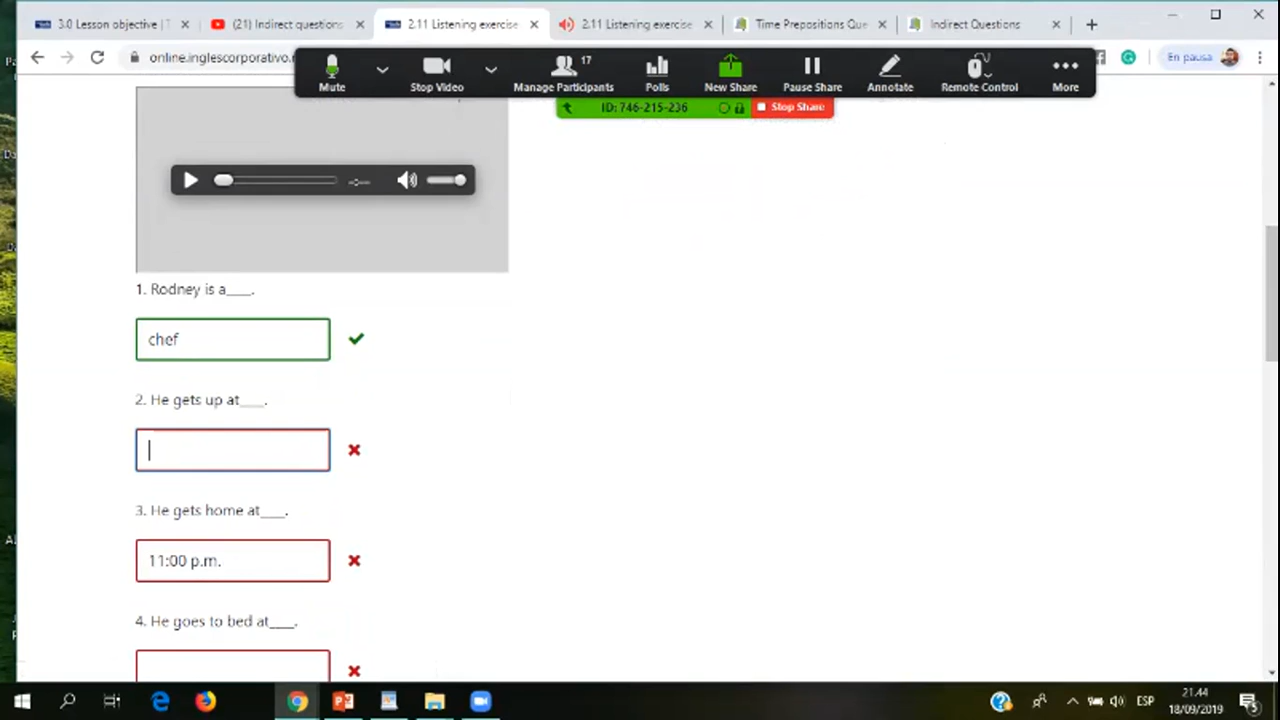 3.0 Lesson objective | T
(21) Indirect questions
2.11 Listening exercise
2.11 Listening exercise
Time Prepositions Que
Indirect Questions
online.inglescorporativo.
En pausa
Mute
Stop Video
17
Manage Participants
Polls
New Share
Pause Share
Annotate
Remote Control
More
ID: 746-215-236
Stop Share
1. Rodney is a____.
chef
2. He gets up at____.
3. He gets home at____.
11:00 p.m.
4. He goes to bed at____.
ESP
21.44
18/09/2019